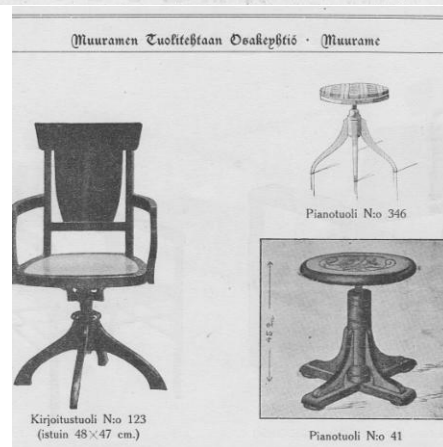 Muuramen Tuolitehtaan Osakeyhtiö · Muurame
Pianotuoli N:o 346
Kirjoitustuoli N:o 123
(istuin 48×47 cm.)
Pianotuoli N:o 41